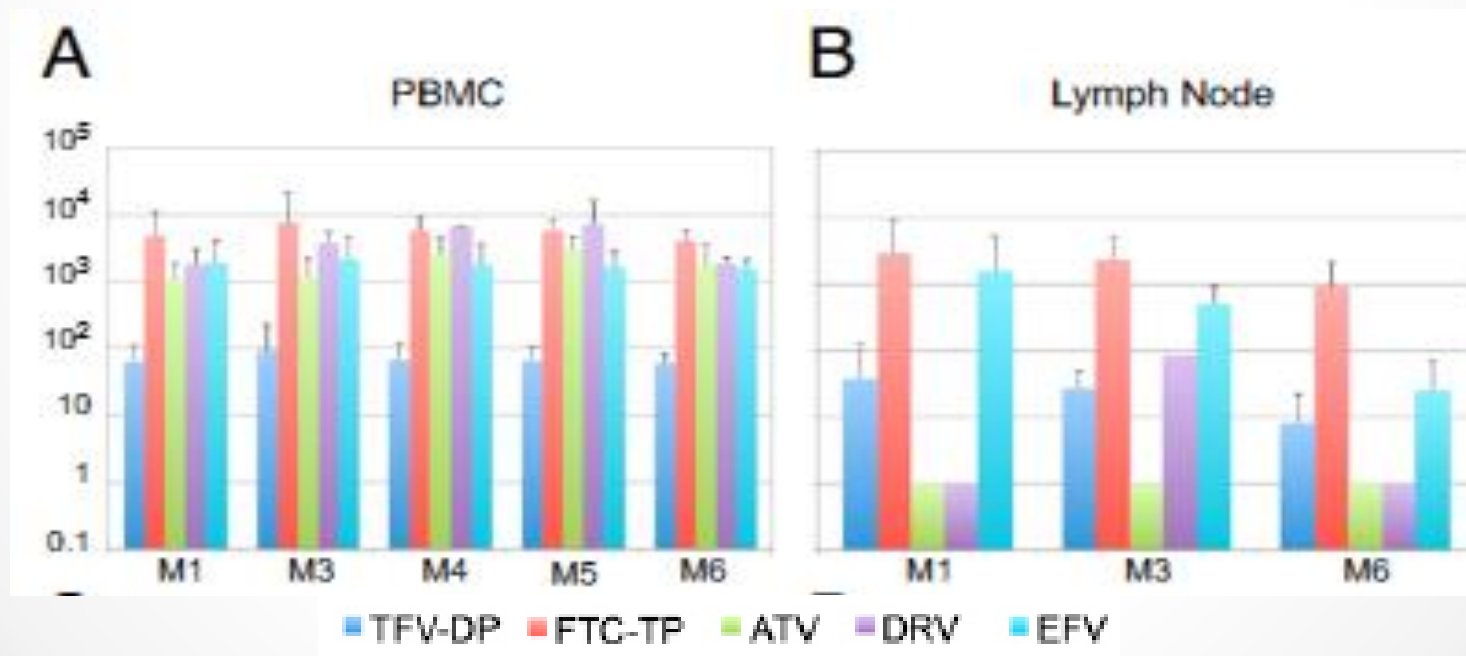 A
PBMC
10⁵
10⁴
10³
10²
10
1
0.1
M1 M3 M4 M5 M6
B
Lymph Node
M1 M3 M6
TFV-DP FTC-TP ATV DRV EFV